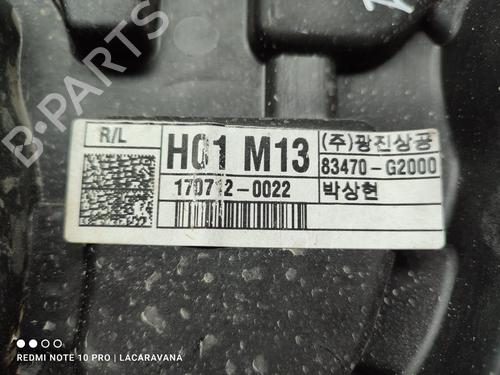 B-PARTS
R/L
H01 M13
(주)광진상공
83470-G2000
170712-0022
박상현
REDMI NOTE 10 PRO | LACARAVANA